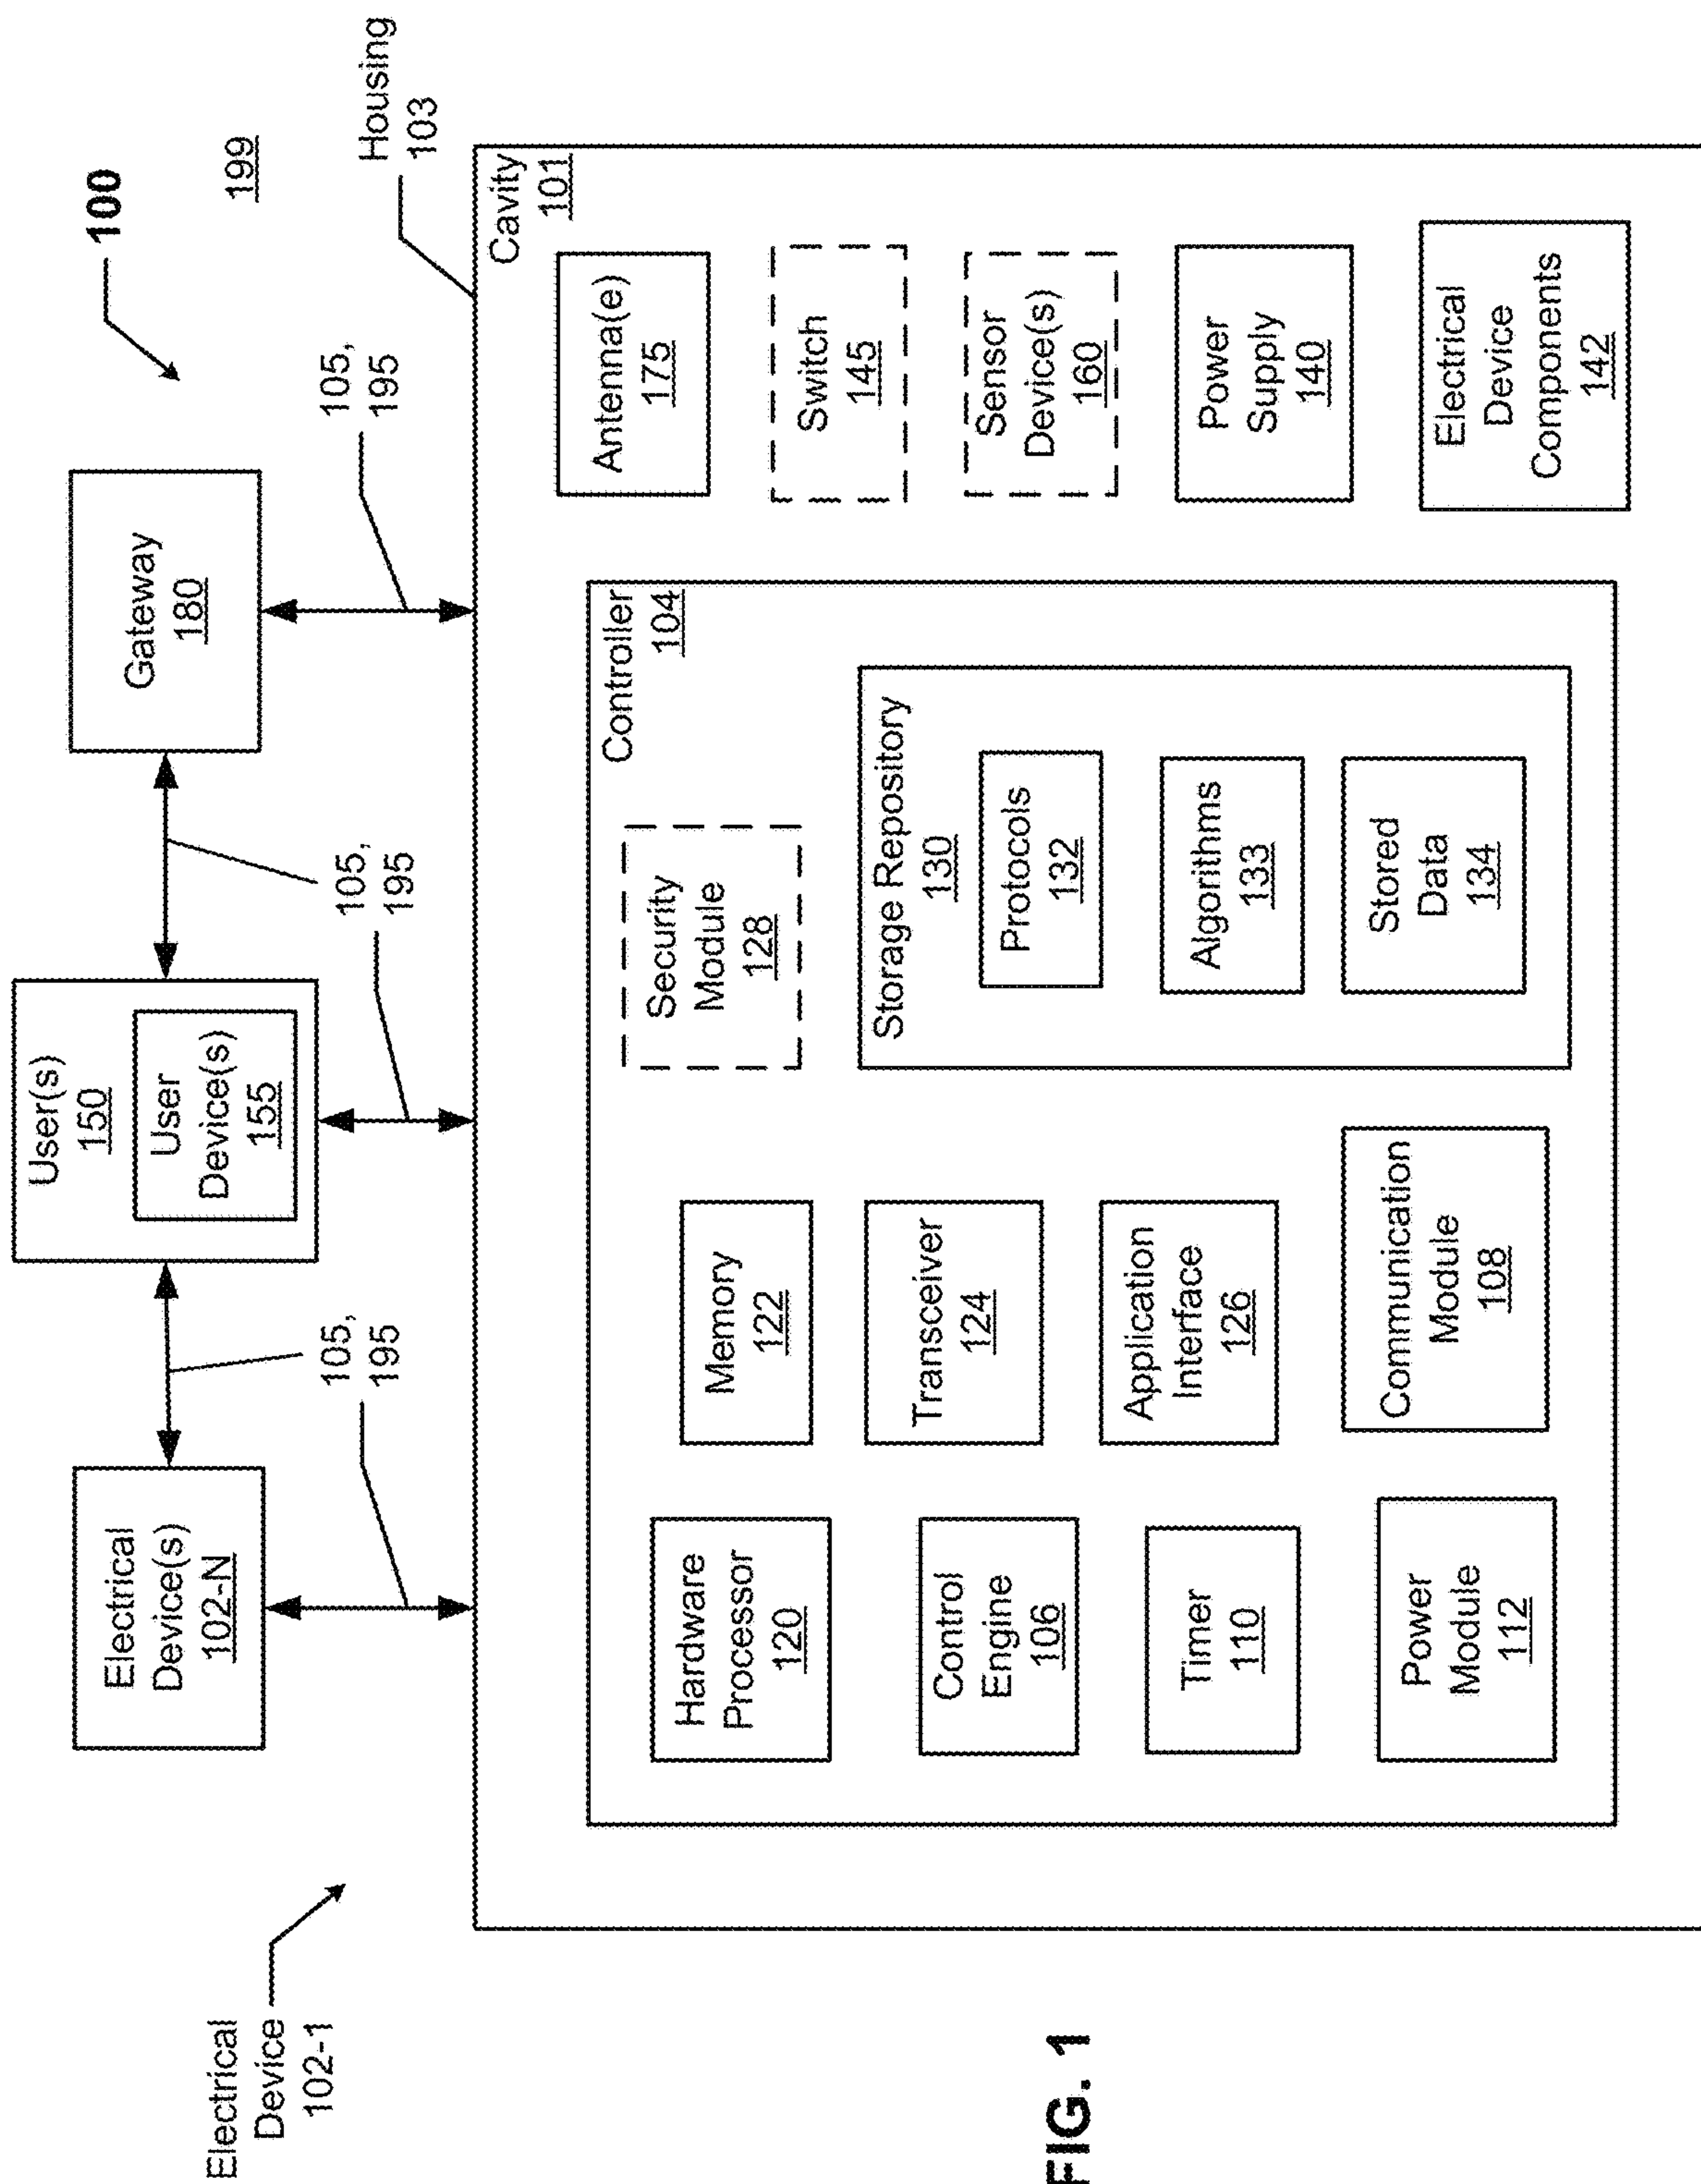 100
199
User(s)
150
User
Device(s)
155
Electrical
Device(s)
102-N
Gateway
180
105,
195
105,
195
105,
195
Housing
103
Electrical
Device
102-1
Cavity
101
Controller
104
Hardware
Processor
120
Memory
122
Security
Module
128
Antenna(e)
175
Control
Engine
106
Transceiver
124
Storage Repository
130
Protocols
132
Switch
145
Sensor
Device(s)
160
Timer
110
Application
Interface
126
Algorithms
133
Power
Supply
140
Power
Module
112
Communication
Module
108
Stored
Data
134
Electrical
Device
Components
142
FIG. 1